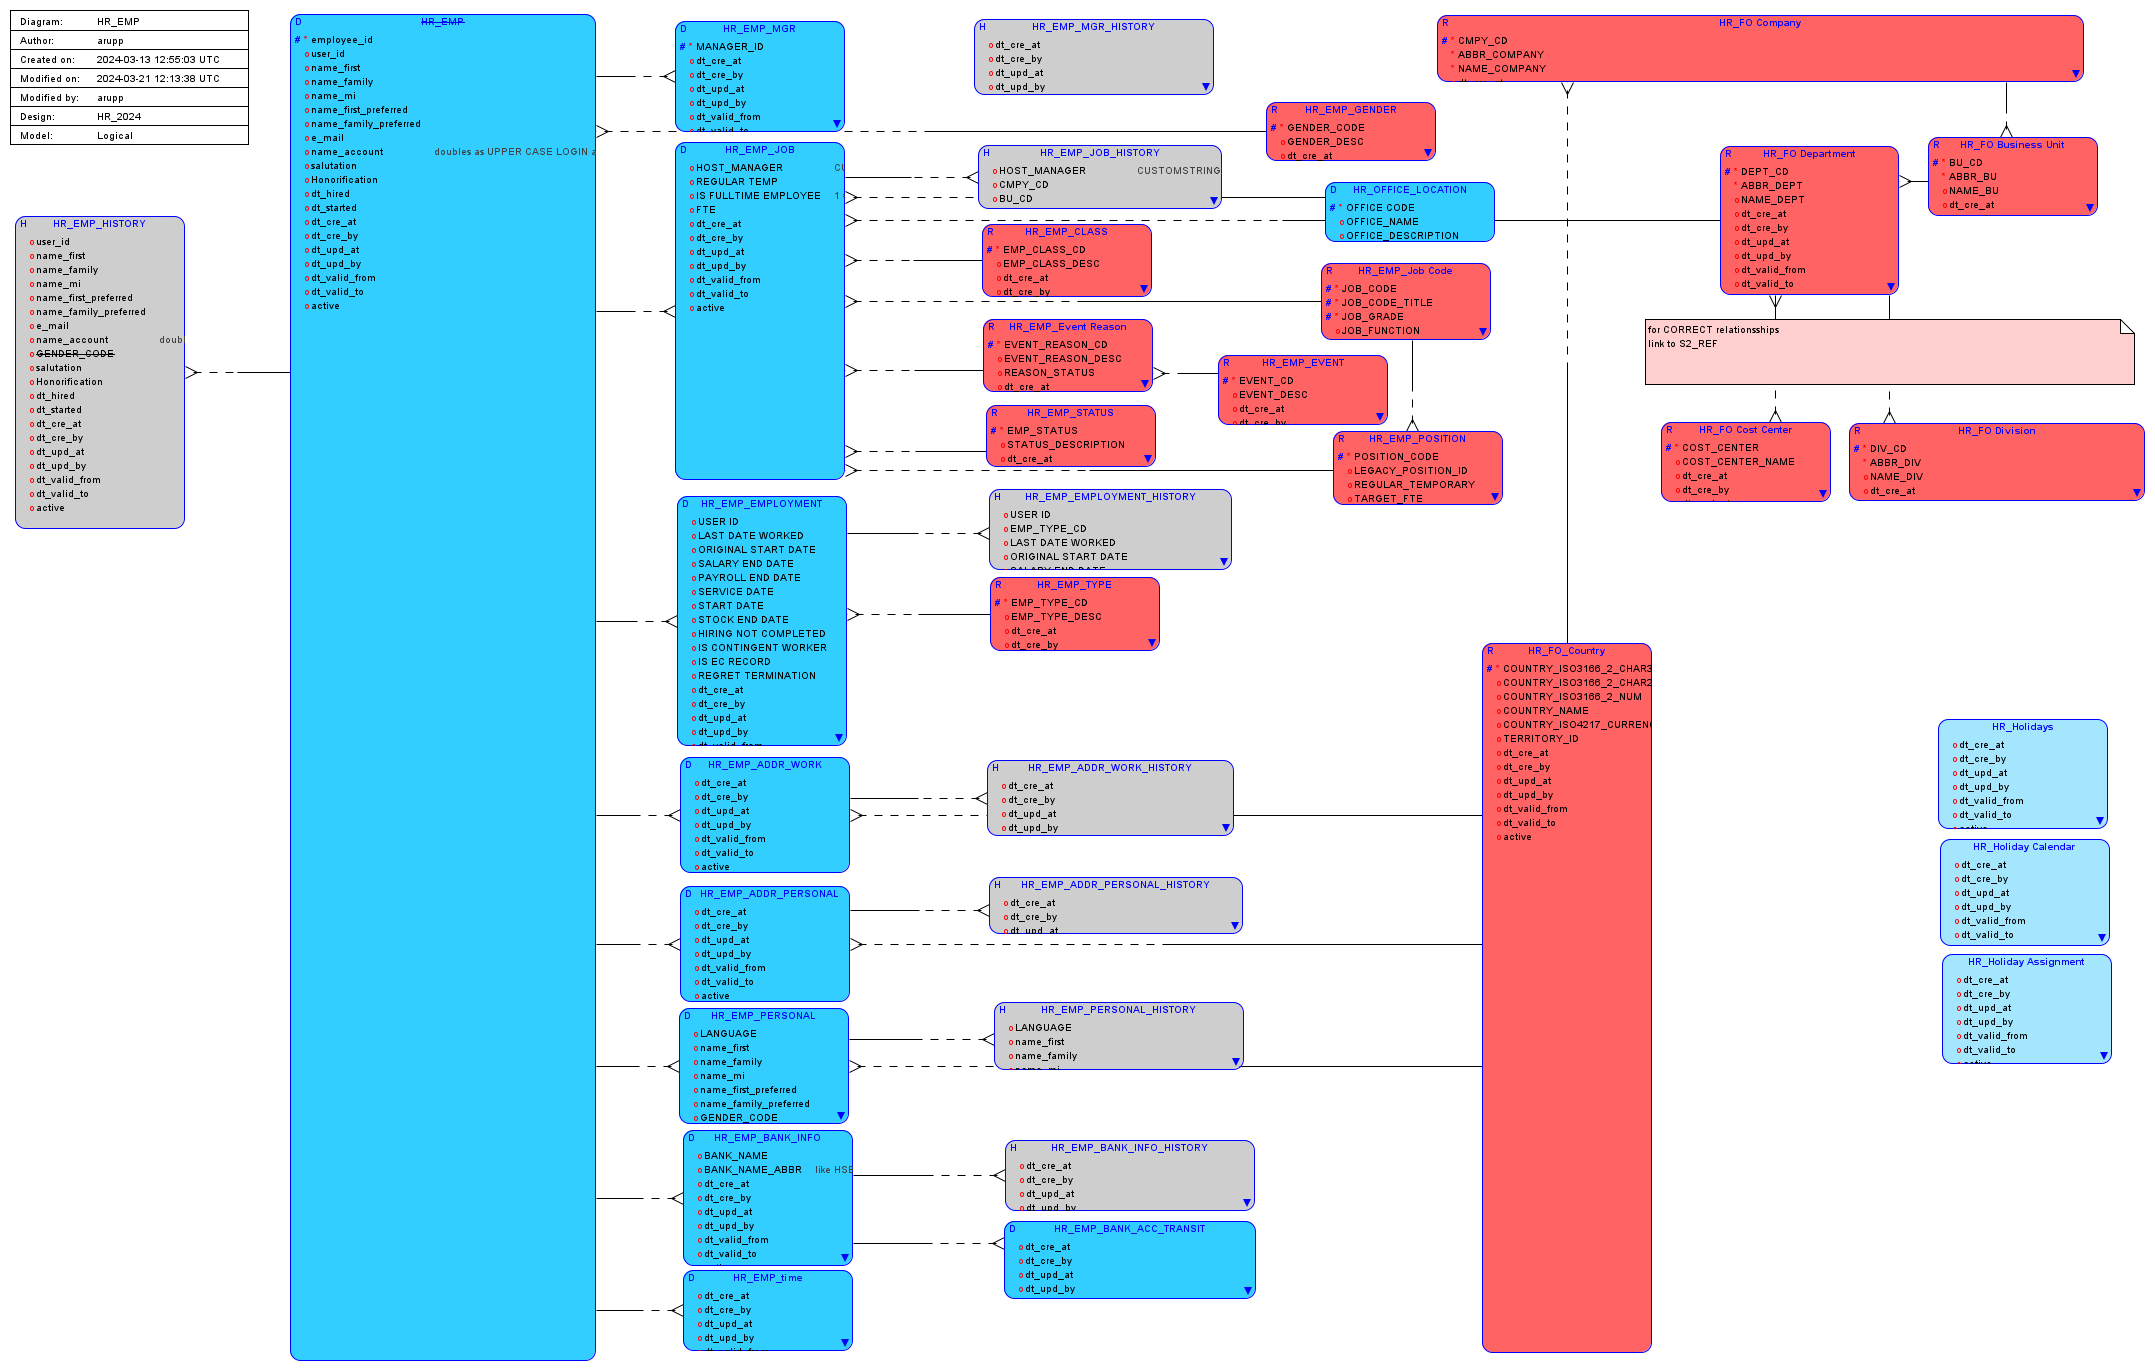 Diagram: HR_EMP
Author: arupp
Created on: 2024-03-13 12:55:03 UTC
Modified on: 2024-03-21 12:13:38 UTC
Modified by: arupp
Design: HR_2024
Model: Logical
H HR_EMP_HISTORY
o user_id
o name_first
o name_family
o name_mi
o name_first_preferred
o name_family_preferred
o e_mail
o name_account doub
o GENDER_CODE
o salutation
o Honorification
o dt_hired
o dt_started
o dt_cre_at
o dt_cre_by
o dt_upd_at
o dt_upd_by
o dt_valid_from
o dt_valid_to
o active
D HR_EMP
# * employee_id
o user_id
o name_first
o name_family
o name_mi
o name_first_preferred
o name_family_preferred
o e_mail
o name_account doubles as UPPER CASE LOGIN a
o salutation
o Honorification
o dt_hired
o dt_started
o dt_cre_at
o dt_cre_by
o dt_upd_at
o dt_upd_by
o dt_valid_from
o dt_valid_to
o active
D HR_EMP_MGR
# * MANAGER_ID
o dt_cre_at
o dt_cre_by
o dt_upd_at
o dt_upd_by
o dt_valid_from
o dt_valid_to
D HR_EMP_JOB
o HOST_MANAGER CU
o REGULAR TEMP
o IS FULLTIME EMPLOYEE 1
o FTE
o dt_cre_at
o dt_cre_by
o dt_upd_at
o dt_upd_by
o dt_valid_from
o dt_valid_to
o active
D HR_EMP_EMPLOYMENT
o USER ID
o LAST DATE WORKED
o ORIGINAL START DATE
o SALARY END DATE
o PAYROLL END DATE
o SERVICE DATE
o START DATE
o STOCK END DATE
o HIRING NOT COMPLETED
o IS CONTINGENT WORKER
o IS EC RECORD
o REGRET TERMINATION
o dt_cre_at
o dt_cre_by
o dt_upd_at
o dt_upd_by
o dt_valid_from
D HR_EMP_ADDR_WORK
o dt_cre_at
o dt_cre_by
o dt_upd_at
o dt_upd_by
o dt_valid_from
o dt_valid_to
o active
D HR_EMP_ADDR_PERSONAL
o dt_cre_at
o dt_cre_by
o dt_upd_at
o dt_upd_by
o dt_valid_from
o dt_valid_to
o active
D HR_EMP_PERSONAL
o LANGUAGE
o name_first
o name_family
o name_mi
o name_first_preferred
o name_family_preferred
o GENDER_CODE
D HR_EMP_BANK_INFO
o BANK_NAME
o BANK_NAME_ABBR like HSB
o dt_cre_at
o dt_cre_by
o dt_upd_at
o dt_upd_by
o dt_valid_from
o dt_valid_to
D HR_EMP_time
o dt_cre_at
o dt_cre_by
o dt_upd_at
o dt_upd_by
o dt_valid_from
H HR_EMP_MGR_HISTORY
o dt_cre_at
o dt_cre_by
o dt_upd_at
o dt_upd_by
H HR_EMP_JOB_HISTORY
o HOST_MANAGER CUSTOMSTRING
o CMPY_CD
o BU_CD
R HR_EMP_CLASS
# * EMP_CLASS_CD
o EMP_CLASS_DESC
o dt_cre_at
o dt_cre_by
R HR_EMP_Event Reason
# * EVENT_REASON_CD
o EVENT_REASON_DESC
o REASON_STATUS
o dt_cre_at
R HR_EMP_STATUS
# * EMP_STATUS
o STATUS_DESCRIPTION
o dt_cre_at
H HR_EMP_EMPLOYMENT_HISTORY
o USER ID
o EMP_TYPE_CD
o LAST DATE WORKED
o ORIGINAL START DATE
o SALARY END DATE
R HR_EMP_TYPE
# * EMP_TYPE_CD
o EMP_TYPE_DESC
o dt_cre_at
o dt_cre_by
H HR_EMP_ADDR_WORK_HISTORY
o dt_cre_at
o dt_cre_by
o dt_upd_at
o dt_upd_by
H HR_EMP_ADDR_PERSONAL_HISTORY
o dt_cre_at
o dt_cre_by
o dt_upd_at
H HR_EMP_PERSONAL_HISTORY
o LANGUAGE
o name_first
o name_family
o name_mi
H HR_EMP_BANK_INFO_HISTORY
o dt_cre_at
o dt_cre_by
o dt_upd_at
o dt_upd_by
D HR_EMP_BANK_ACC_TRANSIT
o dt_cre_at
o dt_cre_by
o dt_upd_at
o dt_upd_by
R HR_EMP_GENDER
# * GENDER_CODE
o GENDER_DESC
o dt_cre_at
D HR_OFFICE_LOCATION
# * OFFICE CODE
o OFFICE_NAME
o OFFICE_DESCRIPTION
R HR_EMP_Job Code
# * JOB_CODE
# * JOB_CODE_TITLE
# * JOB_GRADE
o JOB_FUNCTION
R HR_EMP_EVENT
# * EVENT_CD
o EVENT_DESC
o dt_cre_at
o dt_cre_by
R HR_EMP_POSITION
# * POSITION_CODE
o LEGACY_POSITION_ID
o REGULAR_TEMPORARY
o TARGET_FTE
R HR_FO Company
# * CMPY_CD
* ABBR_COMPANY
* NAME_COMPANY
R HR_FO Department
# * DEPT_CD
* ABBR_DEPT
o NAME_DEPT
o dt_cre_at
o dt_cre_by
o dt_upd_at
o dt_upd_by
o dt_valid_from
o dt_valid_to
R HR_FO Business Unit
# * BU_CD
* ABBR_BU
o NAME_BU
o dt_cre_at
for CORRECT relationsships
link to S2_REF
R HR_FO Cost Center
# * COST_CENTER
o COST_CENTER_NAME
o dt_cre_at
o dt_cre_by
R HR_FO Division
# * DIV_CD
* ABBR_DIV
o NAME_DIV
o dt_cre_at
R HR_FO_Country
# * COUNTRY_ISO3166_2_CHAR3
o COUNTRY_ISO3166_2_CHAR2
o COUNTRY_ISO3166_2_NUM
o COUNTRY_NAME
o COUNTRY_ISO4217_CURREN
o TERRITORY_ID
o dt_cre_at
o dt_cre_by
o dt_upd_at
o dt_upd_by
o dt_valid_from
o dt_valid_to
o active
HR_Holidays
o dt_cre_at
o dt_cre_by
o dt_upd_at
o dt_upd_by
o dt_valid_from
o dt_valid_to
o active
HR_Holiday Calendar
o dt_cre_at
o dt_cre_by
o dt_upd_at
o dt_upd_by
o dt_valid_from
o dt_valid_to
HR_Holiday Assignment
o dt_cre_at
o dt_cre_by
o dt_upd_at
o dt_upd_by
o dt_valid_from
o dt_valid_to
o active